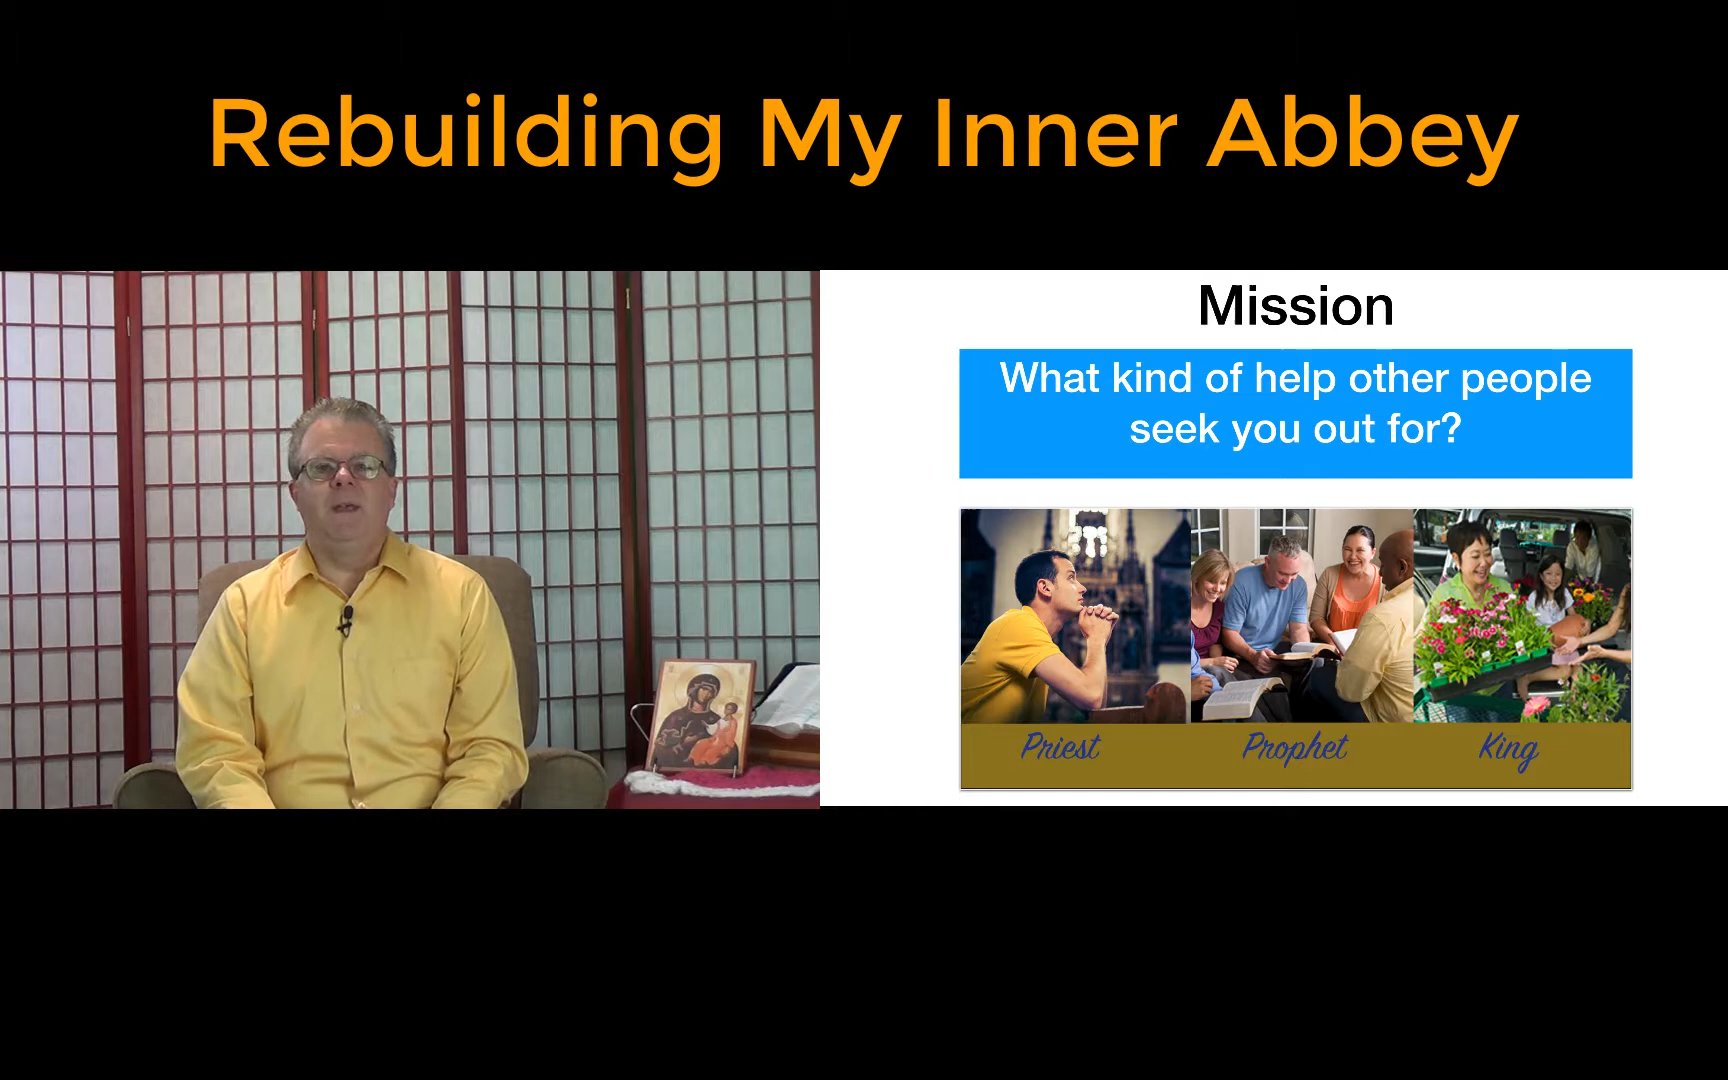 Rebuilding My Inner Abbey
Mission
What kind of help other people
seek you out for?
Priest
Prophet
King